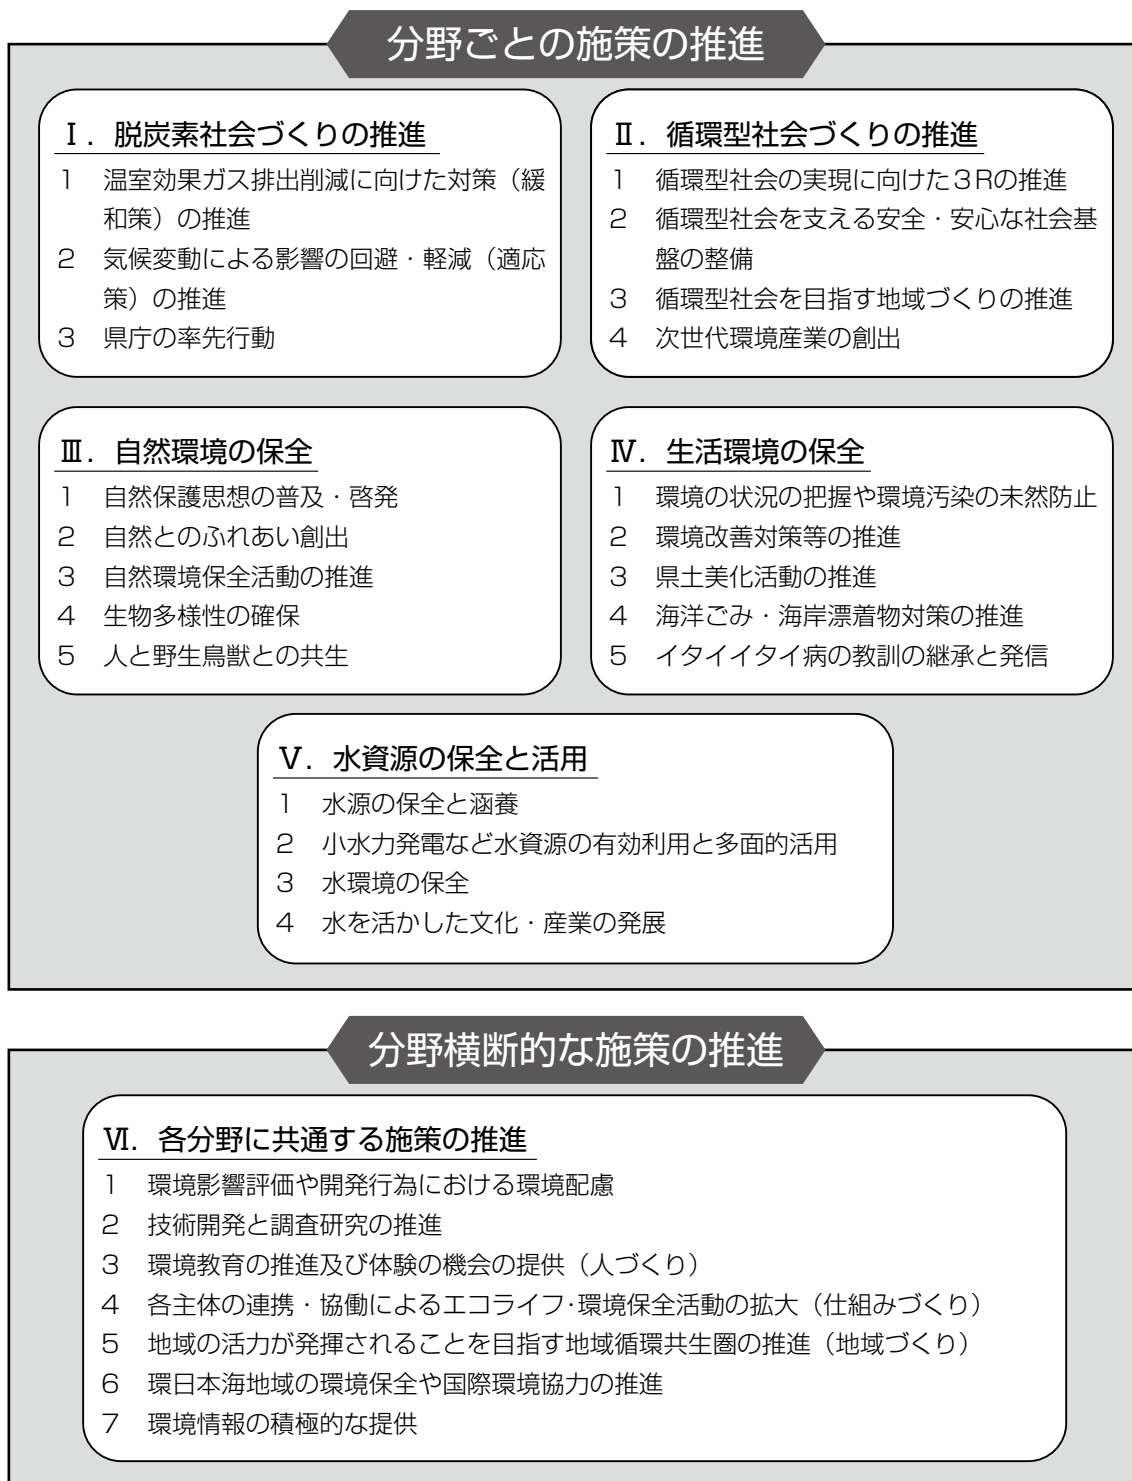 分野ごとの施策の推進
Ⅰ．脱炭素社会づくりの推進
1　温室効果ガス排出削減に向けた対策（緩
和策）の推進
2　気候変動による影響の回避・軽減（適応
策）の推進
3　県庁の率先行動
Ⅱ．循環型社会づくりの推進
1　循環型社会の実現に向けた３Rの推進
2　循環型社会を支える安全・安心な社会基
盤の整備
3　循環型社会を目指す地域づくりの推進
4　次世代環境産業の創出
Ⅲ．自然環境の保全
1　自然保護思想の普及・啓発
2　自然とのふれあい創出
3　自然環境保全活動の推進
4　生物多様性の確保
5　人と野生鳥獣との共生
Ⅳ．生活環境の保全
1　環境の状況の把握や環境汚染の未然防止
2　環境改善対策等の推進
3　県土美化活動の推進
4　海洋ごみ・海岸漂着物対策の推進
5　イタイイタイ病の教訓の継承と発信
Ⅴ．水資源の保全と活用
1　水源の保全と涵養
2　小水力発電など水資源の有効利用と多面的活用
3　水環境の保全
4　水を活かした文化・産業の発展
分野横断的な施策の推進
Ⅵ．各分野に共通する施策の推進
1　環境影響評価や開発行為における環境配慮
2　技術開発と調査研究の推進
3　環境教育の推進及び体験の機会の提供（人づくり）
4　各主体の連携・協働によるエコライフ･環境保全活動の拡大（仕組みづくり）
5　地域の活力が発揮されることを目指す地域循環共生圏の推進（地域づくり）
6　環日本海地域の環境保全や国際環境協力の推進
7　環境情報の積極的な提供